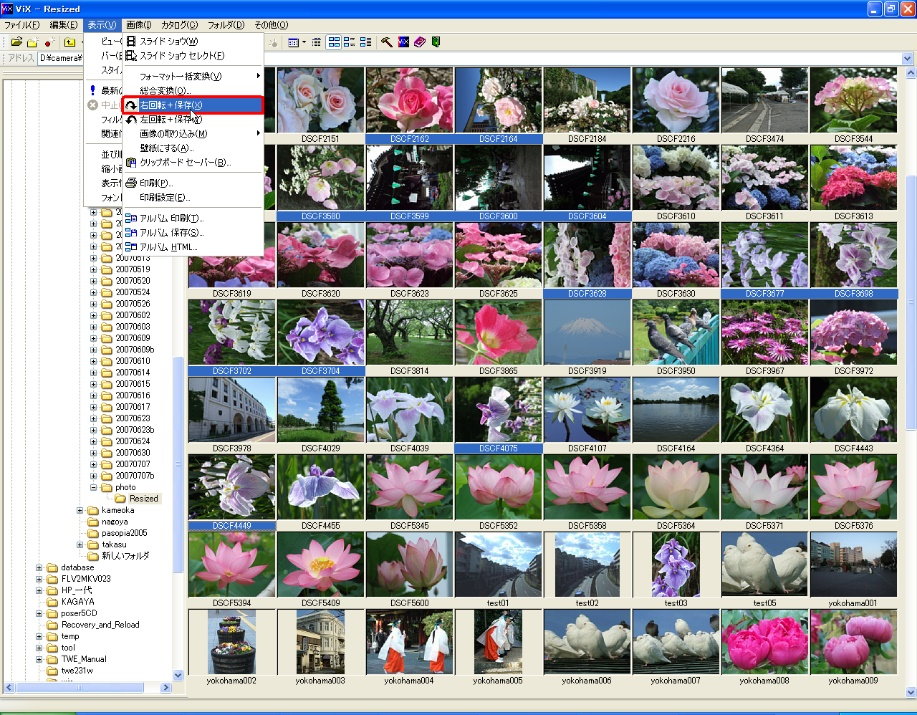 ViX - Resized
ファイル(F) 編集(E) 表示(V) 画像(I) カタログ(C) フォルダ(D) その他(O)
アドレス D:¥camera¥
スライド ショウ(W)
スライド ショウ セレクト(F)
フォーマット一括変換(V)
総合変換(O)...
右回転+保存(X)
左回転+保存(Y)
画像の取り込み(M)
壁紙にする(A)...
クリップボード サーバー(B)...
印刷(P)...
印刷設定(E)...
アルバム 印刷(T)...
アルバム 保存(S)...
アルバム HTML...
ビュー
バー
スタイ
最新
中止
フィル
関連
並び
縮小
表示
フォン
20070513
20070519
20070520
20070524
20070526
20070602
20070603
20070609
20070609b
20070610
20070614
20070615
20070616
20070617
20070623
20070623b
20070624
20070630
20070707
20070707b
photo
Resized
kameoka
nagoya
pasopia2005
takasu
新しいフォルダ
database
FLV2MKV023
HP_一代
KAGAYA
poser5CD
Recovery_and_Reload
temp
tool
TWE_Manual
twe231w
DSCF2151 DSCF2162 DSCF2164 DSCF2184 DSCF2216 DSCF3474 DSCF3544
DSCF3580 DSCF3599 DSCF3600 DSCF3604 DSCF3610 DSCF3611 DSCF3613
DSCF3619 DSCF3620 DSCF3623 DSCF3625 DSCF3628 DSCF3630 DSCF3677 DSCF3698
DSCF3702 DSCF3704 DSCF3814 DSCF3865 DSCF3919 DSCF3950 DSCF3967 DSCF3972
DSCF3978 DSCF4029 DSCF4039 DSCF4075 DSCF4107 DSCF4164 DSCF4364 DSCF4443
DSCF4449 DSCF4455 DSCF5345 DSCF5352 DSCF5358 DSCF5364 DSCF5371 DSCF5376
DSCF5394 DSCF5409 DSCF5600 test01 test02 test03 test05 yokohama001
yokohama002 yokohama003 yokohama004 yokohama005 yokohama006 yokohama007 yokohama008 yokohama009